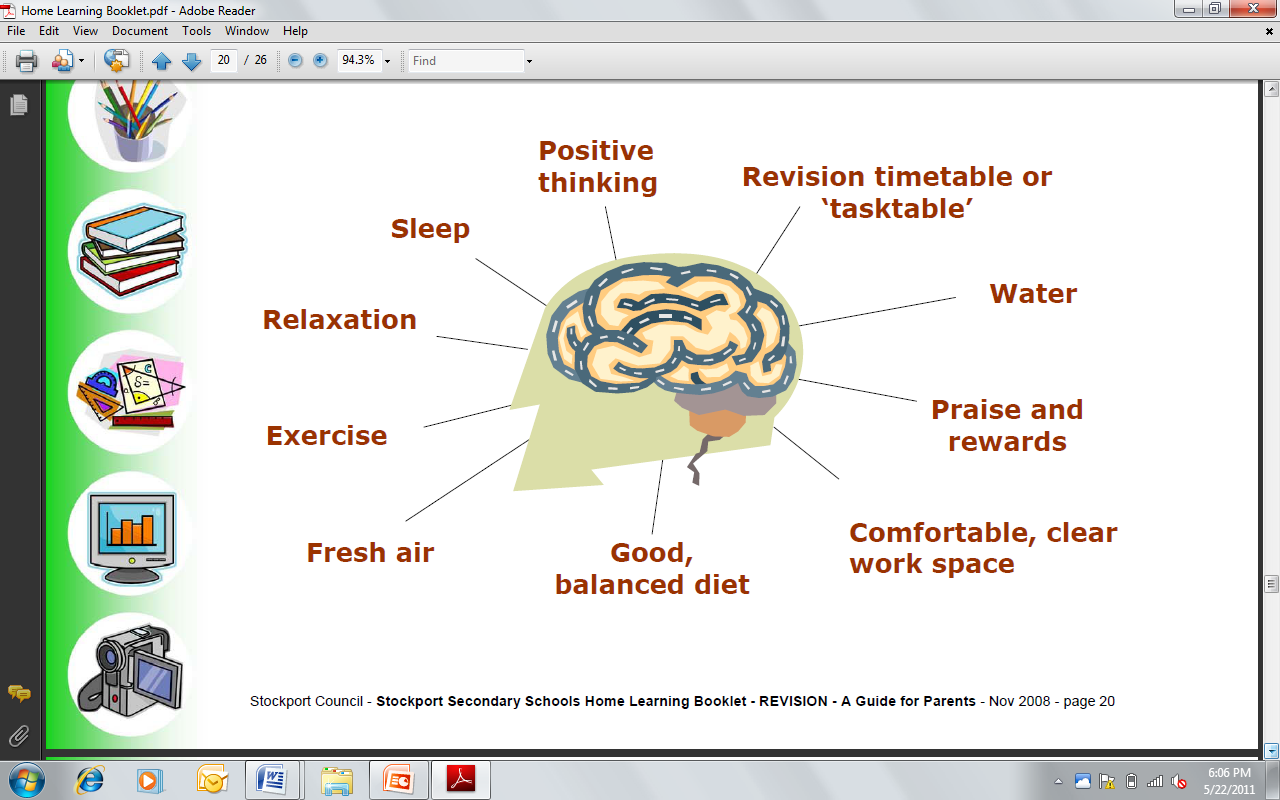 Home Learning Booklet.pdf - Adobe Reader
File Edit View Document Tools Window Help
20 / 26 94.3% Find
Positive
thinking
Revision timetable or
‘tasktable’
Sleep
Water
Relaxation
Praise and
rewards
Exercise
Comfortable, clear
work space
Fresh air
Good,
balanced diet
Stockport Council - Stockport Secondary Schools Home Learning Booklet - REVISION - A Guide for Parents - Nov 2008 - page 20
6:06 PM
5/22/2011